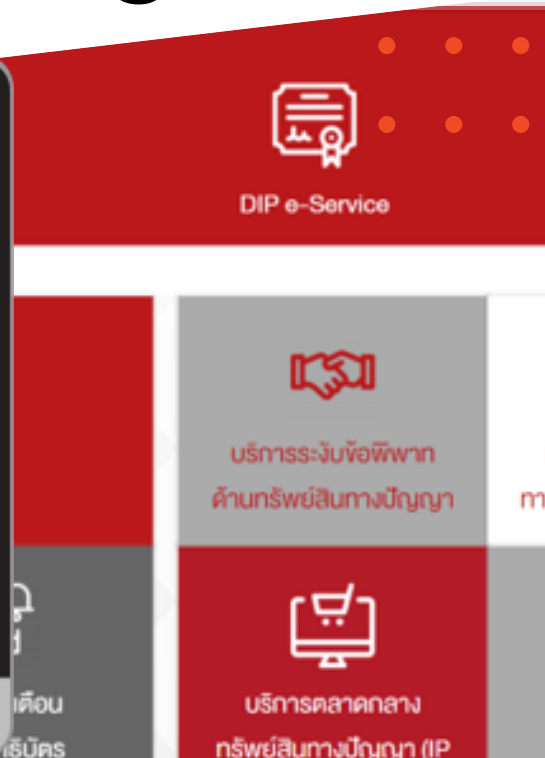 DIP e-Service
บริการระงับข้อพิพาท
ด้านทรัพย์สินทางปัญญา
ทา
เตือน
บริการตลาดกลาง
ทรัพย์สินทางปัญญา (IP